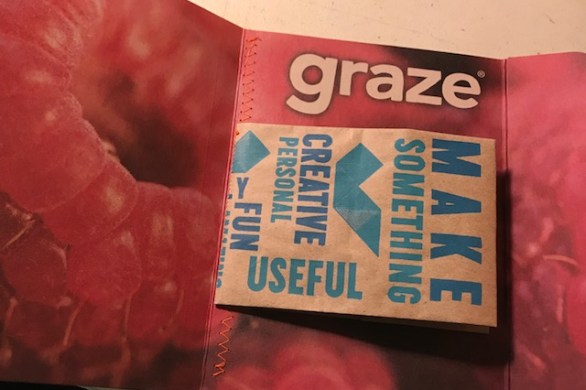 graze®
MAKE
SOMETHING
CREATIVE
PERSONAL
Y FUN
USEFUL